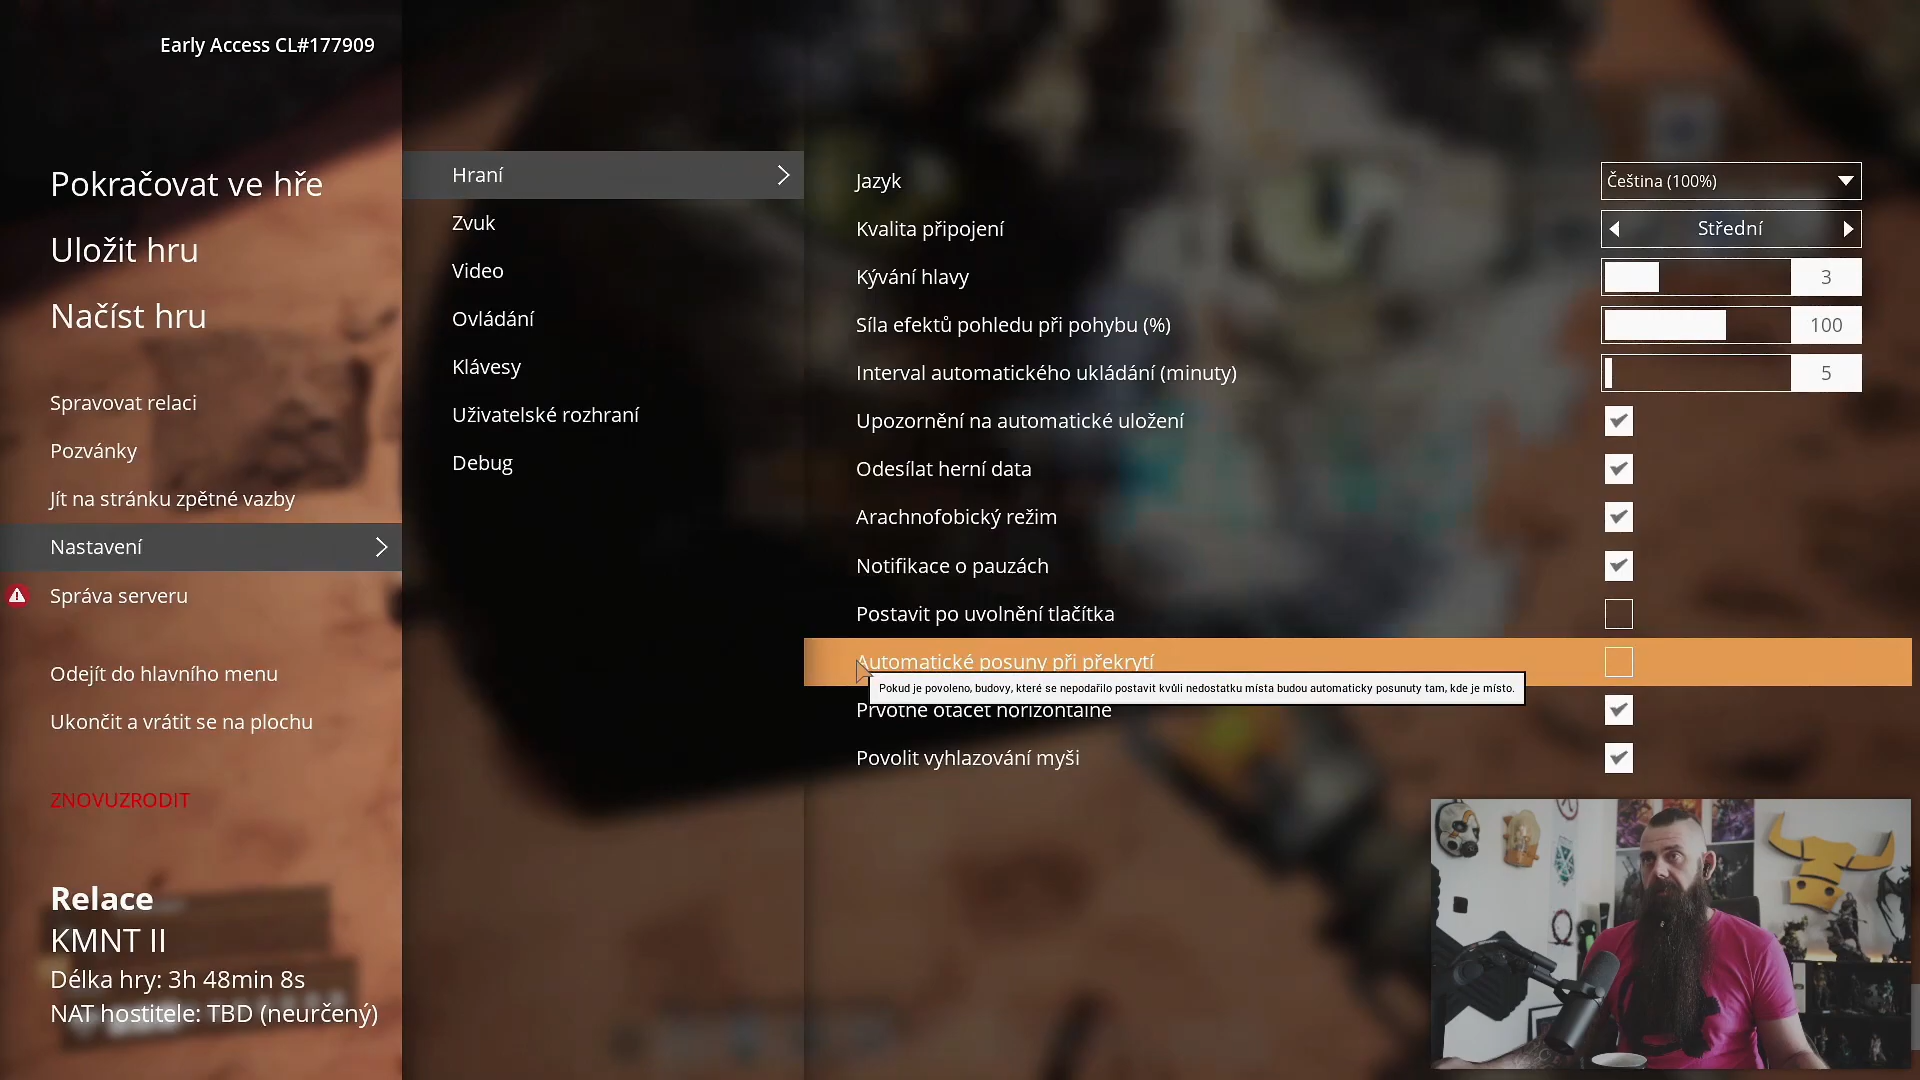 Early Access CL#177909
Pokračovat ve hře
Uložit hru
Načíst hru
Spravovat relaci
Pozvánky
Jít na stránku zpětné vazby
Nastavení
Správa serveru
Odejít do hlavního menu
Ukončit a vrátit se na plochu
ZNOVUZRODIT
Relace
KMNT II
Délka hry: 3h 48min 8s
NAT hostitele: TBD (neurčený)
Hraní
Zvuk
Video
Ovládání
Klávesy
Uživatelské rozhraní
Debug
Jazyk Čeština (100%)
Kvalita připojení Střední
Kývání hlavy 3
Síla efektů pohledu při pohybu (%) 100
Interval automatického ukládání (minuty) 5
Upozornění na automatické uložení
Odesílat herní data
Arachnofobický režim
Notifikace o pauzách
Postavit po uvolnění tlačítka
Automatické posuny při překrytí
Pokud je povoleno, budovy, které se nepodařilo postavit kvůli nedostatku místa budou automaticky posunuty tam, kde je místo.
Prvotně otáčet horizontálně
Povolit vyhlazování myši